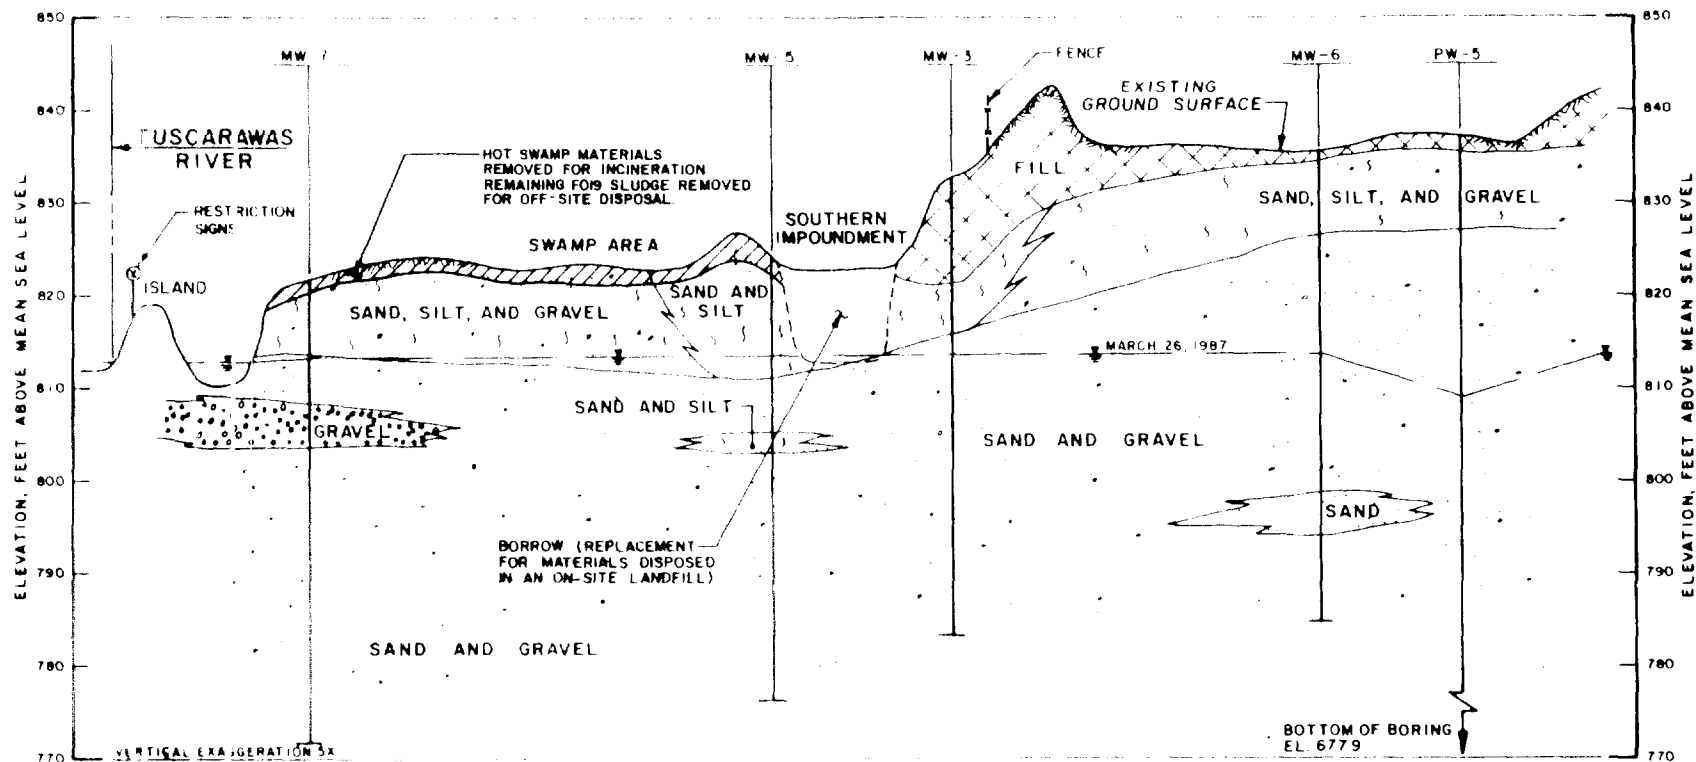 850
850
MW-7
MW-5
MW-3
FENCE
MW-6
PW-5
EXISTING
GROUND SURFACE
840
840
TUSCARAWAS
RIVER
HOT SWAMP MATERIALS
REMOVED FOR INCINERATION
REMAINING F019 SLUDGE REMOVED
FOR OFF-SITE DISPOSAL
FILL
830
830
RESTRICTION
SIGNS
SWAMP AREA
SOUTHERN
IMPOUNDMENT
SAND, SILT, AND GRAVEL
ISLAND
820
820
SAND, SILT, AND GRAVEL
SAND AND
SILT
MARCH 26, 1987
810
810
GRAVEL
SAND AND SILT
SAND AND GRAVEL
800
800
SAND
BORROW (REPLACEMENT
FOR MATERIALS DISPOSED
IN AN ON-SITE LANDFILL)
790
790
SAND AND GRAVEL
780
780
BOTTOM OF BORING
EL. 6779
VERTICAL EXAGGERATION 5X
770
770
ELEVATION, FEET ABOVE MEAN SEA LEVEL
ELEVATION, FEET ABOVE MEAN SEA LEVEL